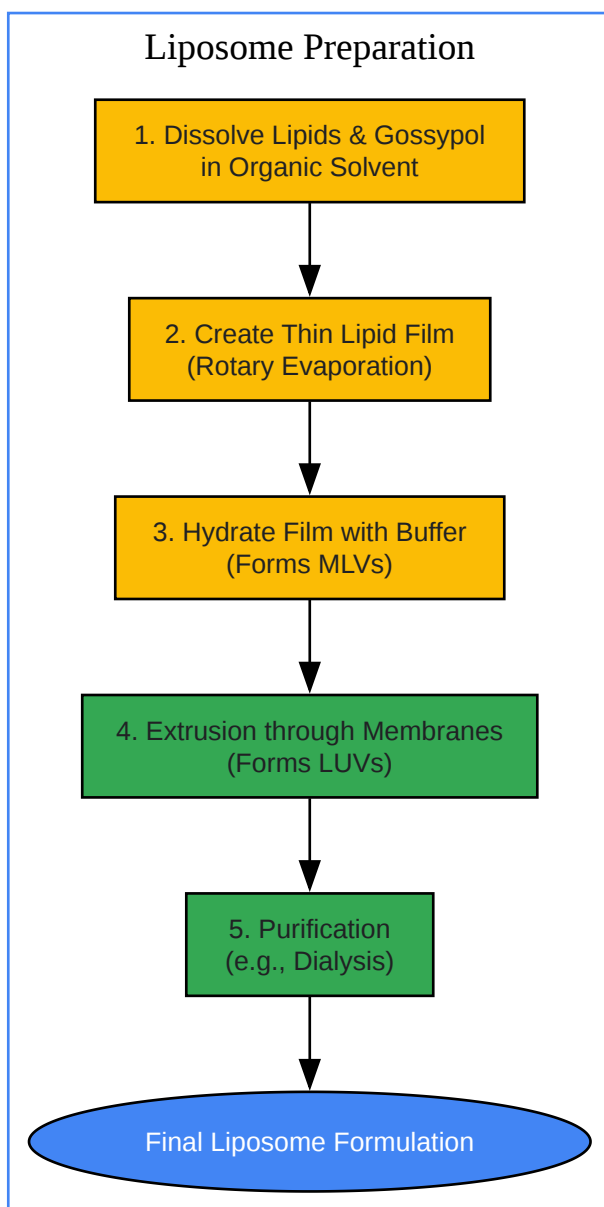 Liposome Preparation
1. Dissolve Lipids & Gossypol
in Organic Solvent
2. Create Thin Lipid Film
(Rotary Evaporation)
3. Hydrate Film with Buffer
(Forms MLVs)
4. Extrusion through Membranes
(Forms LUVs)
5. Purification
(e.g., Dialysis)
Final Liposome Formulation